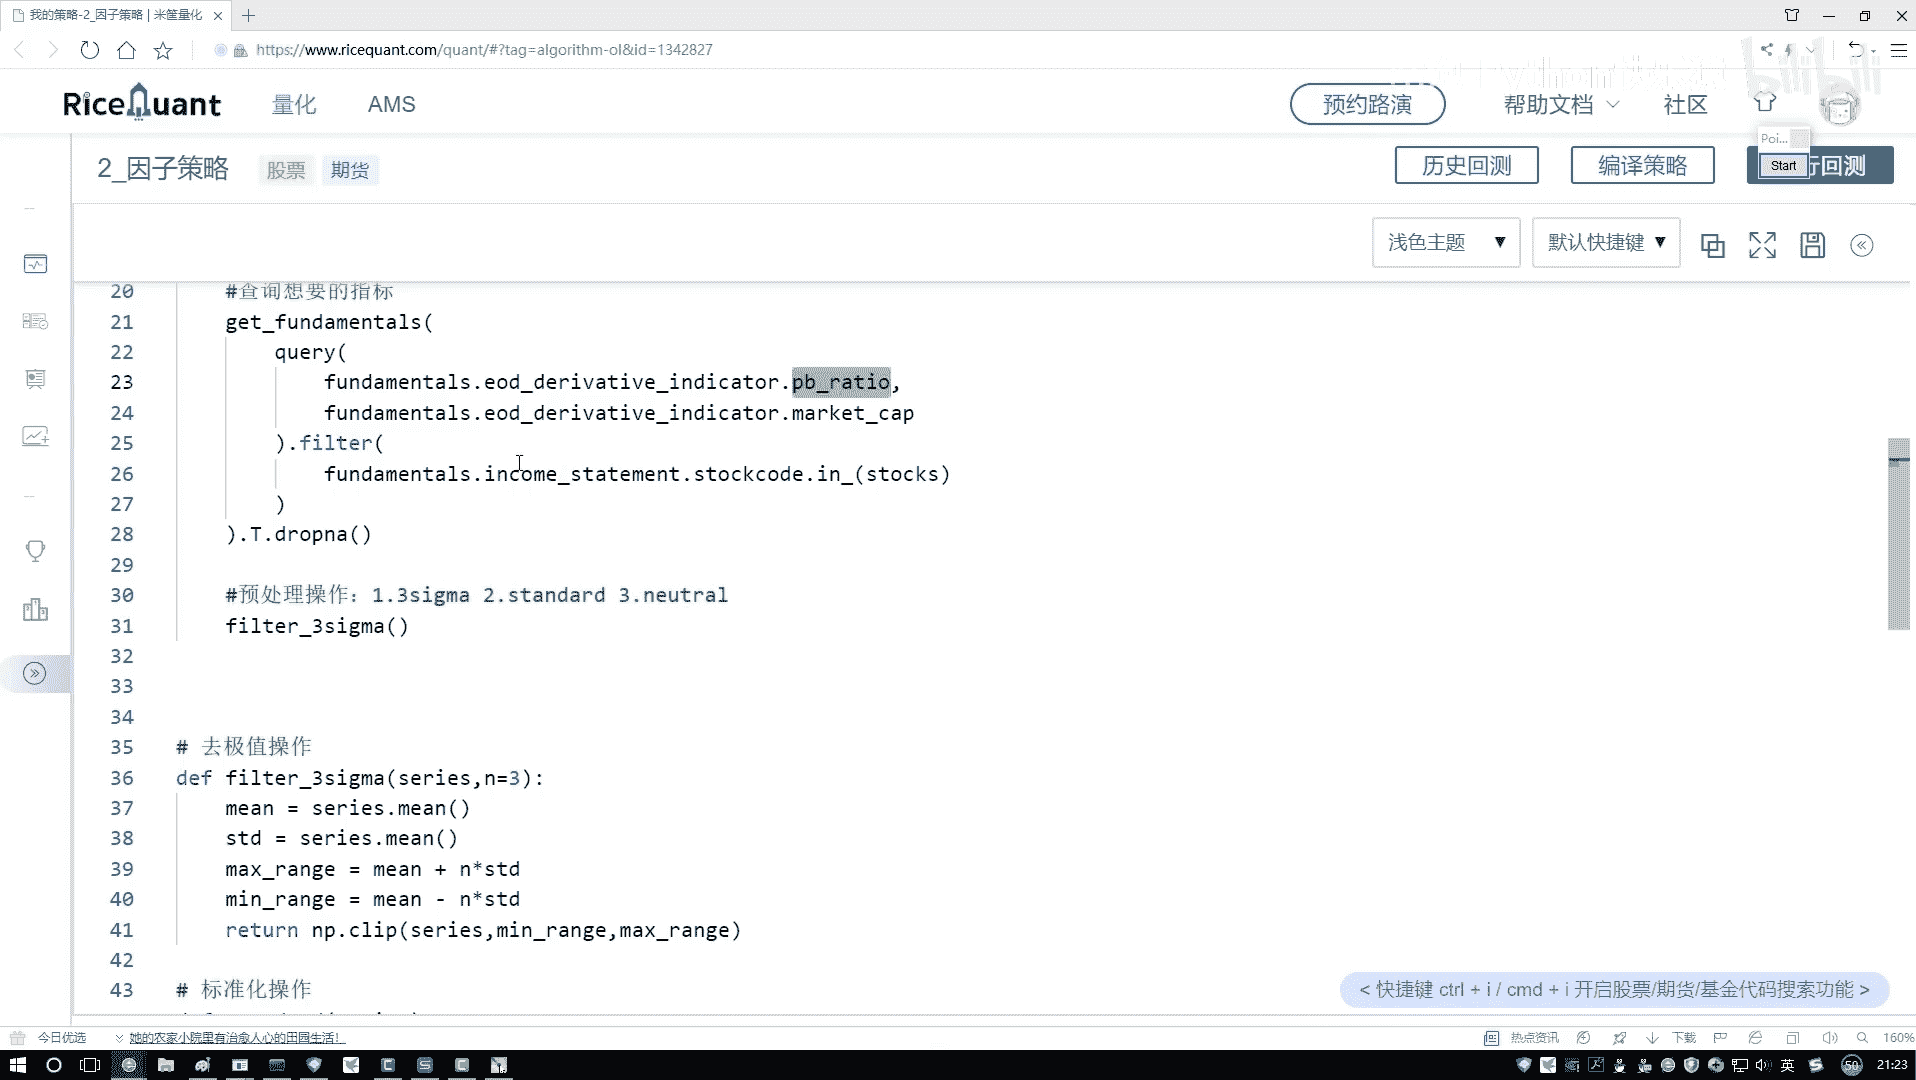 我的策略-2_因子策略 | 米筐量化
https://www.ricequant.com/quant/#?tag=algorithm-ol&id=1342827
bilibili
RiceQuant 量化 AMS 预约路演 帮助文档 社区
Poi...
2_因子策略 股票 期货 历史回测 编译策略 Start 行回测
浅色主题 默认快捷键
20 #查询想要的指标
21 get_fundamentals(
22 query(
23 fundamentals.eod_derivative_indicator.pb_ratio,
24 fundamentals.eod_derivative_indicator.market_cap
25 ).filter(
26 fundamentals.income_statement.stockcode.in_(stocks)
27 )
28 ).T.dropna()
29
30 #预处理操作：1.3sigma 2.standard 3.neutral
31 filter_3sigma()
32
33
34
35 # 去极值操作
36 def filter_3sigma(series,n=3):
37 mean = series.mean()
38 std = series.mean()
39 max_range = mean + n*std
40 min_range = mean - n*std
41 return np.clip(series,min_range,max_range)
42
43 # 标准化操作
< 快捷键 ctrl + i / cmd + i 开启股票/期货/基金代码搜索功能 >
今日优选 她的农家小院里有治愈人心的田园生活！ 热点资讯 下载 160%
英 50 21:23